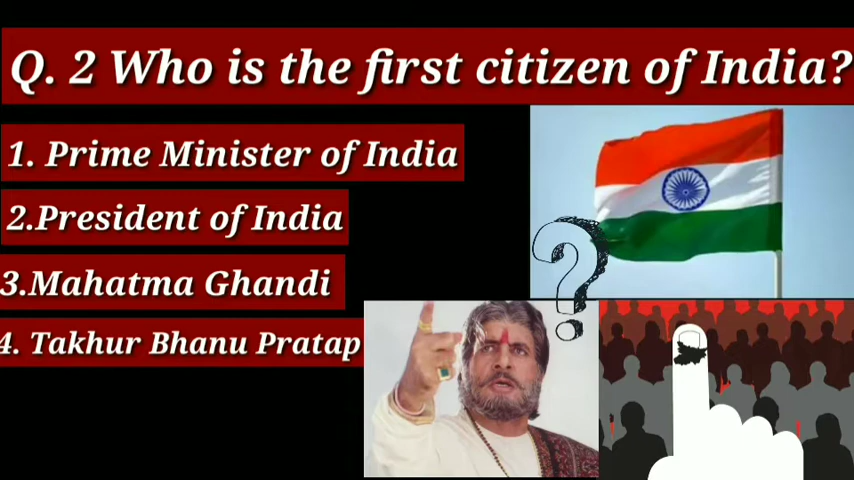 Q. 2 Who is the first citizen of India?
1. Prime Minister of India
2.President of India
3.Mahatma Ghandi
4. Takhur Bhanu Pratap
?